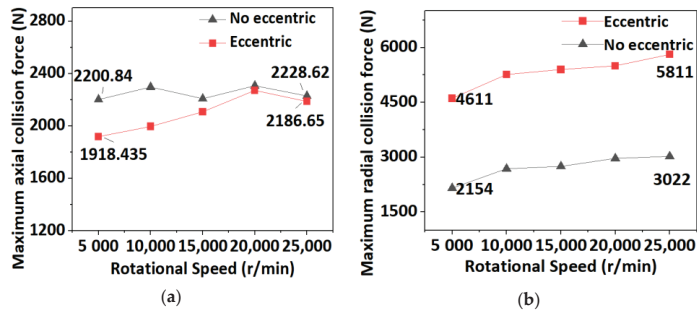 Maximum axial collision force (N)
2800
2400
2000
1600
1200
No eccentric
Eccentric
2200.84
2228.62
2186.65
1918.435
5 000 10,000 15,000 20,000 25,000
Rotational Speed (r/min)
(a)
Maximum radial collision force (N)
6000
4500
3000
1500
Eccentric
No eccentric
4611
5811
2154
3022
5 000 10,000 15,000 20,000 25,000
Rotational Speed (r/min)
(b)